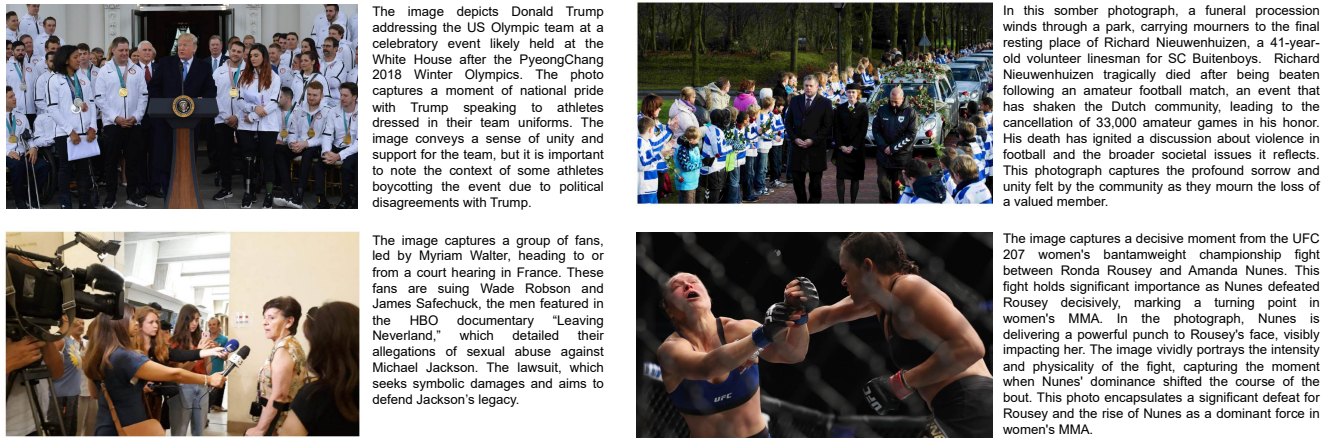 The image depicts Donald Trump
addressing the US Olympic team at a
celebratory event likely held at the
White House after the PyeongChang
2018 Winter Olympics. The photo
captures a moment of national pride
with Trump speaking to athletes
dressed in their team uniforms. The
image conveys a sense of unity and
support for the team, but it is important
to note the context of some athletes
boycotting the event due to political
disagreements with Trump.
In this somber photograph, a funeral procession
winds through a park, carrying mourners to the final
resting place of Richard Nieuwenhuizen, a 41-year-
old volunteer linesman for SC Buitenboys. Richard
Nieuwenhuizen tragically died after being beaten
following an amateur football match, an event that
has shaken the Dutch community, leading to the
cancellation of 33,000 amateur games in his honor.
His death has ignited a discussion about violence in
football and the broader societal issues it reflects.
This photograph captures the profound sorrow and
unity felt by the community as they mourn the loss of
a valued member.
The image captures a group of fans,
led by Myriam Walter, heading to or
from a court hearing in France. These
fans are suing Wade Robson and
James Safechuck, the men featured in
the HBO documentary “Leaving
Neverland,” which detailed their
allegations of sexual abuse against
Michael Jackson. The lawsuit, which
seeks symbolic damages and aims to
defend Jackson’s legacy.
UFC
UFC
The image captures a decisive moment from the UFC
207 women's bantamweight championship fight
between Ronda Rousey and Amanda Nunes. This
fight holds significant importance as Nunes defeated
Rousey decisively, marking a turning point in
women's MMA. In the photograph, Nunes is
delivering a powerful punch to Rousey's face, visibly
impacting her. The image vividly portrays the intensity
and physicality of the fight, capturing the moment
when Nunes' dominance shifted the course of the
bout. This photo encapsulates a significant defeat for
Rousey and the rise of Nunes as a dominant force in
women's MMA.